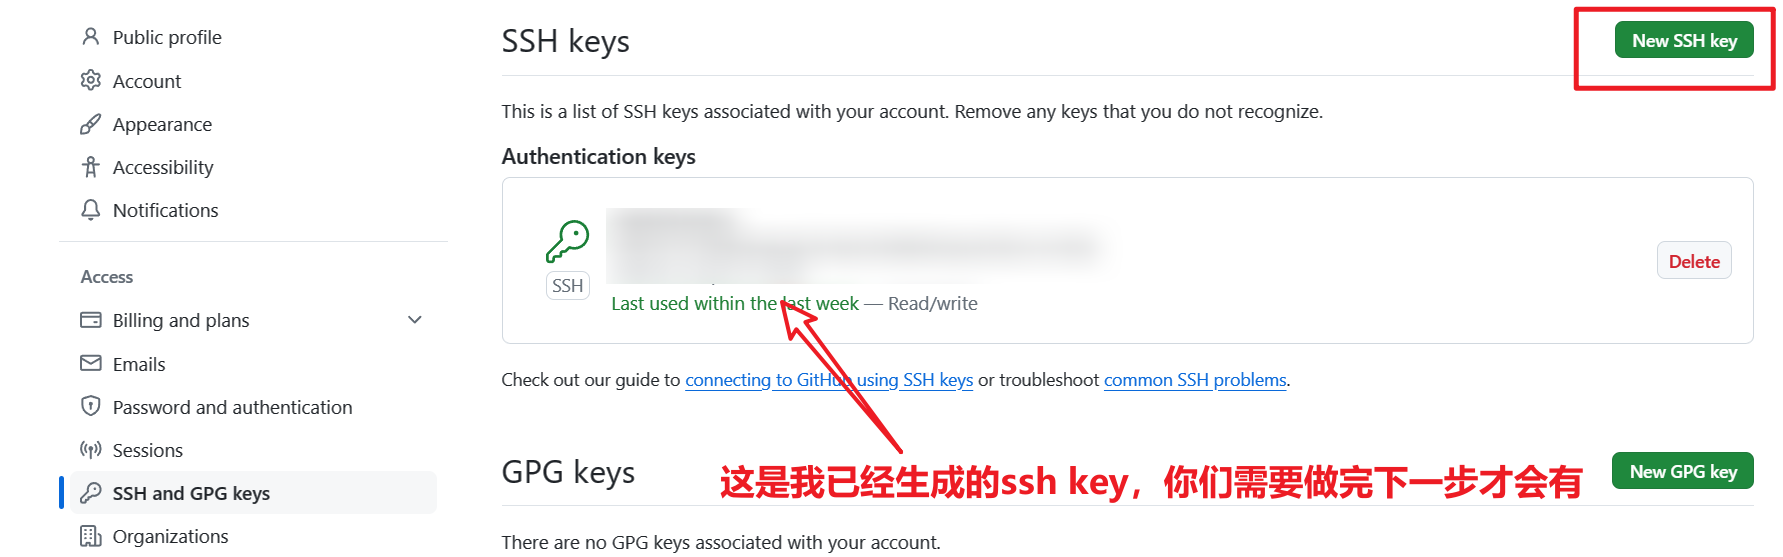 Public profile
Account
Appearance
Accessibility
Notifications
Access
Billing and plans
Emails
Password and authentication
Sessions
SSH and GPG keys
Organizations
SSH keys
New SSH key
This is a list of SSH keys associated with your account. Remove any keys that you do not recognize.
Authentication keys
SSH
Last used within the last week — Read/write
Delete
Check out our guide to connecting to GitHub using SSH keys or troubleshoot common SSH problems.
GPG keys
这是我已经生成的ssh key，你们需要做完下一步才会有
New GPG key
There are no GPG keys associated with your account.